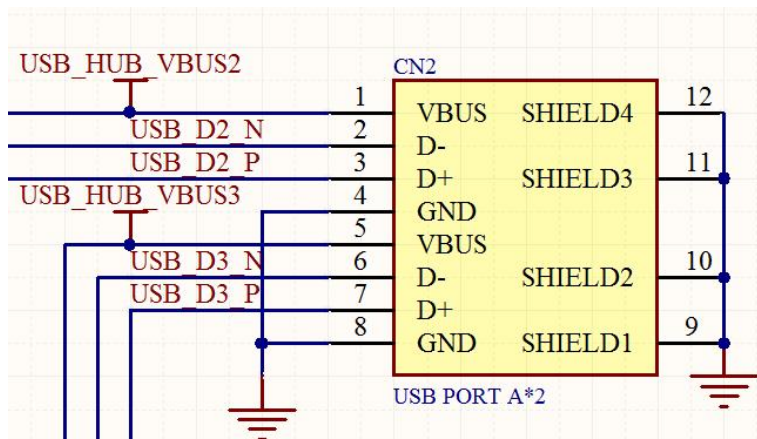 USB_HUB_VBUS2
CN2
1 VBUS SHIELD4 12
USB_D2_N 2 D-
USB_D2_P 3 D+ SHIELD3 11
USB_HUB_VBUS3 4 GND
5 VBUS
USB_D3_N 6 D- SHIELD2 10
USB_D3_P 7 D+
8 GND SHIELD1 9
USB PORT A*2